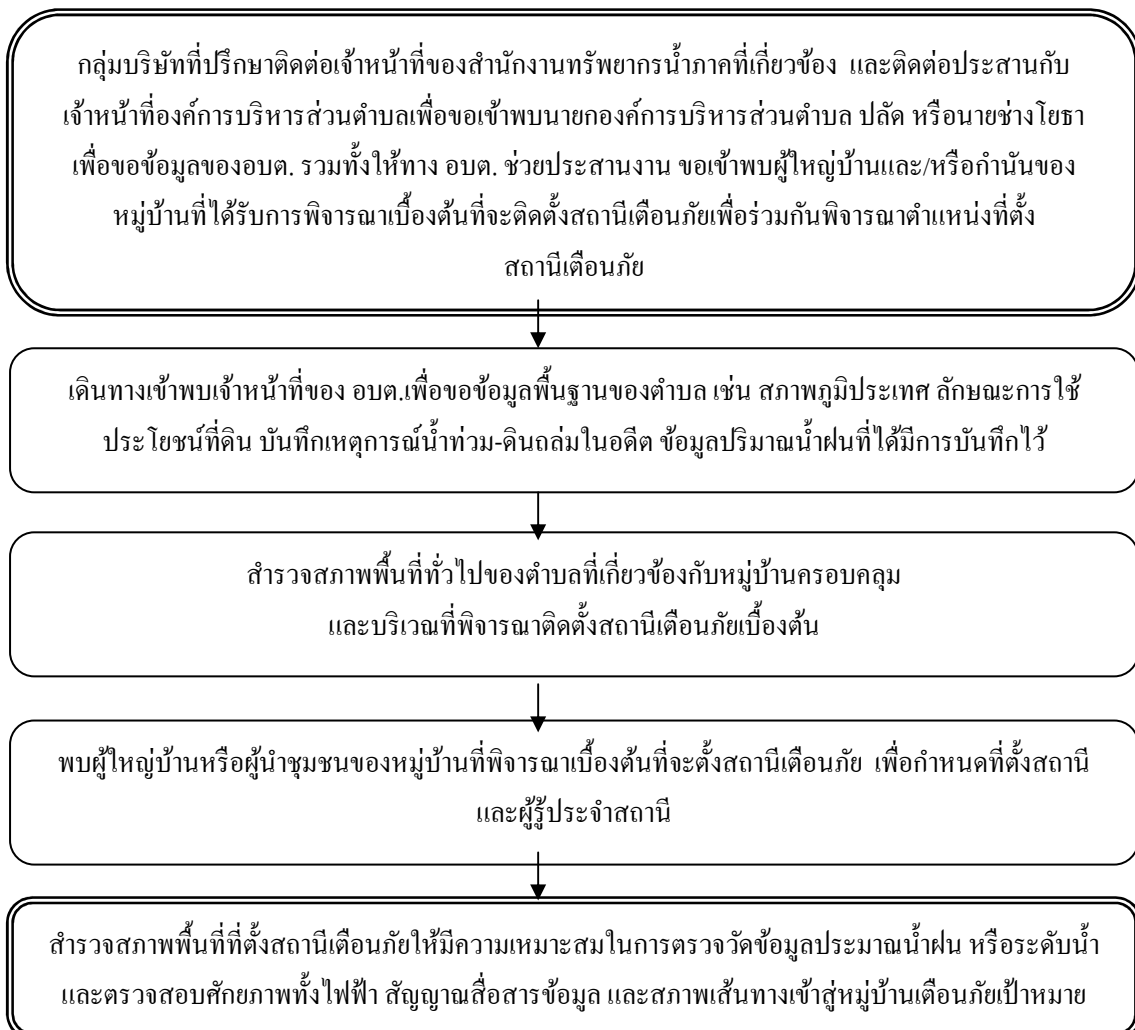 กลุ่มบริษัทที่ปรึกษาติดต่อเจ้าหน้าที่ของสำนักงานทรัพยากรน้ำภาคที่เกี่ยวข้อง และติดต่อประสานกับ
เจ้าหน้าที่องค์การบริหารส่วนตำบลเพื่อขอเข้าพบนายกองค์การบริหารส่วนตำบล ปลัด หรือนายช่างโยธา
เพื่อขอข้อมูลของอบต. รวมทั้งให้ทาง อบต. ช่วยประสานงาน ขอเข้าพบผู้ใหญ่บ้านและ/หรือกำนันของ
หมู่บ้านที่ได้รับการพิจารณาเบื้องต้นที่จะติดตั้งสถานีเตือนภัยเพื่อร่วมกันพิจารณาตำแหน่งที่ตั้ง
สถานีเตือนภัย
เดินทางเข้าพบเจ้าหน้าที่ของ อบต.เพื่อขอข้อมูลพื้นฐานของตำบล เช่น สภาพภูมิประเทศ ลักษณะการใช้
ประโยชน์ที่ดิน บันทึกเหตุการณ์น้ำท่วม-ดินถล่มในอดีต ข้อมูลปริมาณน้ำฝนที่ได้มีการบันทึกไว้
สำรวจสภาพพื้นที่ทั่วไปของตำบลที่เกี่ยวข้องกับหมู่บ้านครอบคลุม
และบริเวณที่พิจารณาติดตั้งสถานีเตือนภัยเบื้องต้น
พบผู้ใหญ่บ้านหรือผู้นำชุมชนของหมู่บ้านที่พิจารณาเบื้องต้นที่จะตั้งสถานีเตือนภัย เพื่อกำหนดที่ตั้งสถานี
และผู้รู้ประจำสถานี
สำรวจสภาพพื้นที่ที่ตั้งสถานีเตือนภัยให้มีความเหมาะสมในการตรวจวัดข้อมูลประมาณน้ำฝน หรือระดับน้ำ
และตรวจสอบศักยภาพทั้งไฟฟ้า สัญญาณสื่อสารข้อมูล และสภาพเส้นทางเข้าสู่หมู่บ้านเตือนภัยเป้าหมาย